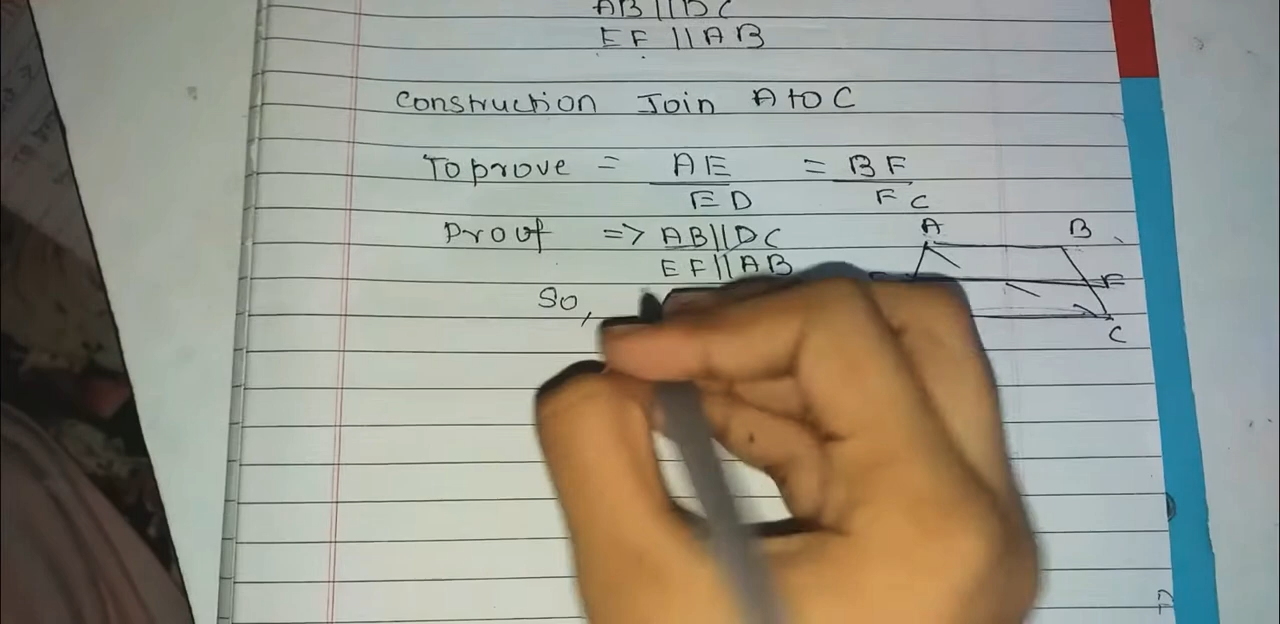 AB || DC
EF || AB
Construction Join A to C
To prove = AE/ED = BF/FC
Proof => AB||DC
EF||AB
So,
A B
F
C